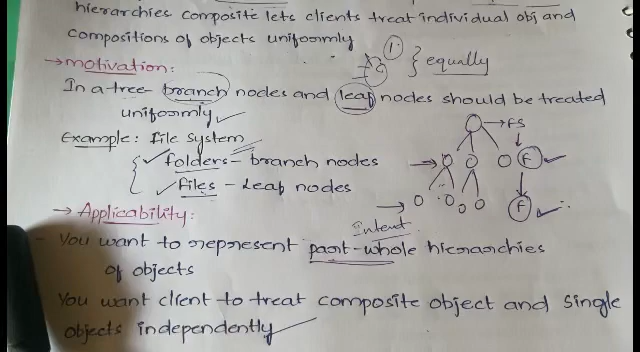 hierarchies composite lets clients treat individual obj and
compositions of objects uniformly
1.
} equally
→ motivation:
In a tree branch nodes and leaf nodes should be treated
uniformly
Example: File system
folders - branch nodes
files - Leaf nodes
→ FS
F
F
→ Applicability:
Intent
- You want to represent part-whole hierarchies
of objects
You want client to treat composite object and single
objects independently